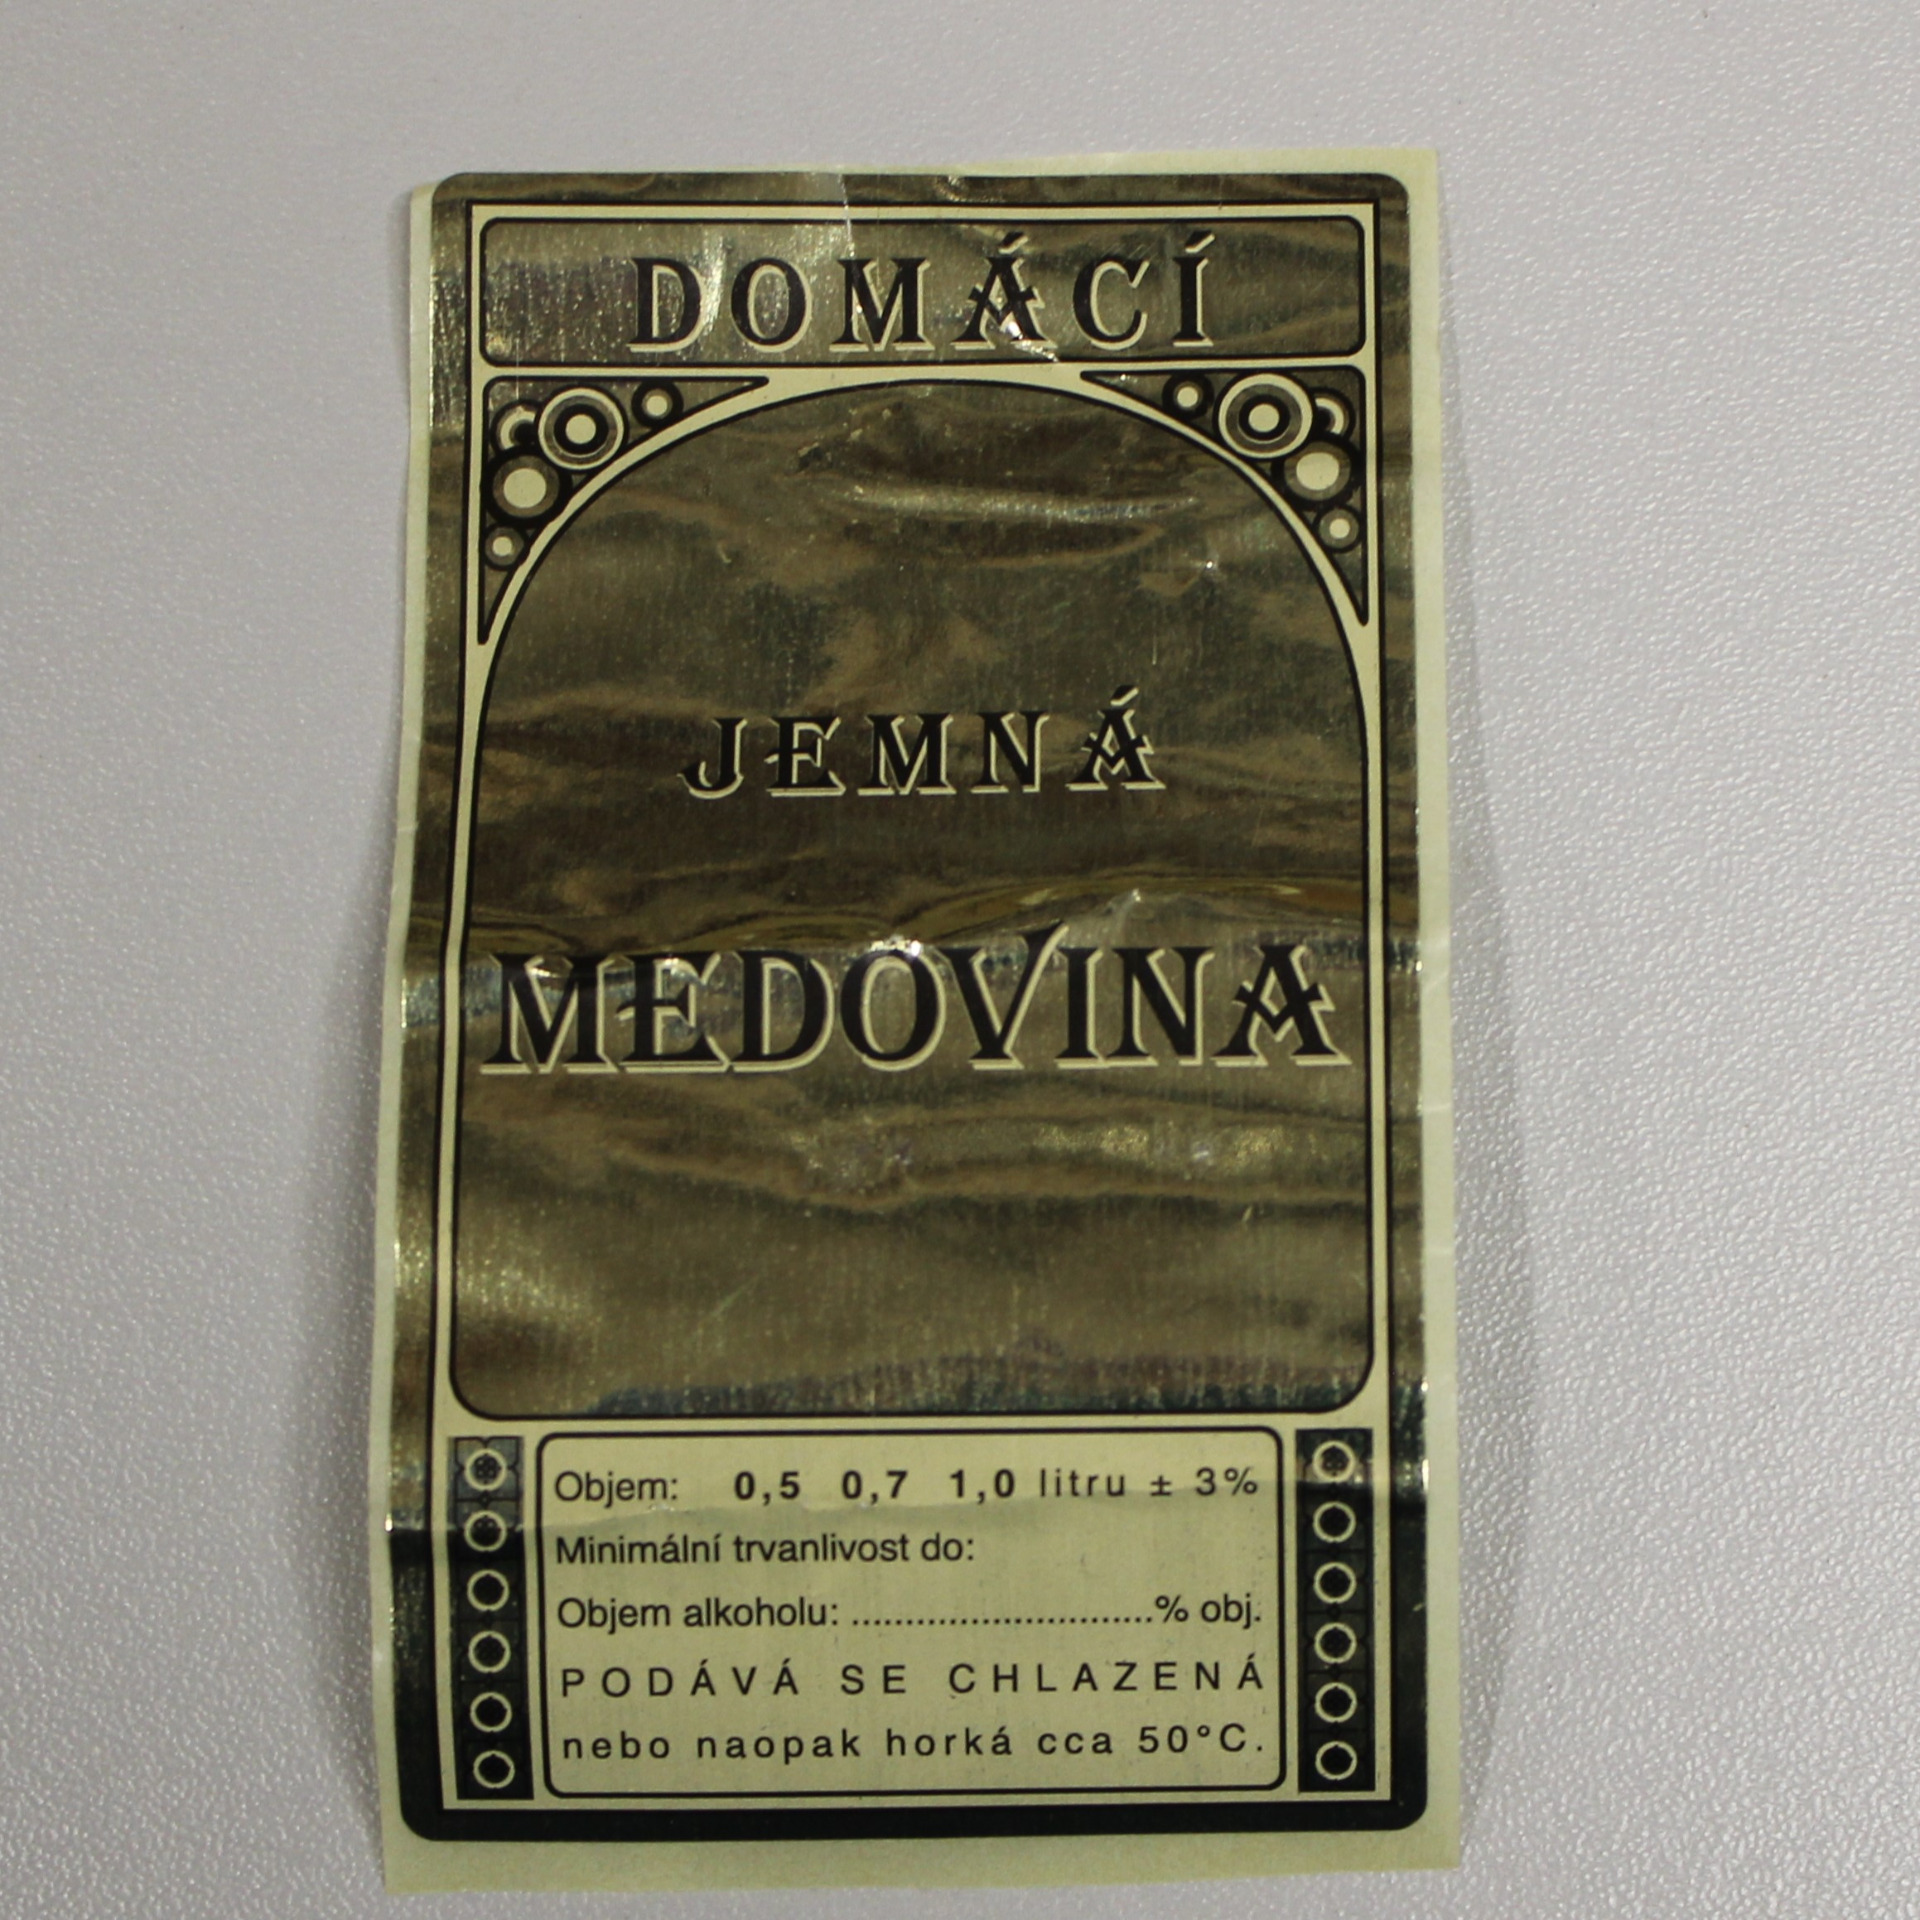 DOMÁCÍ
JEMNÁ
MEDOVINA
Objem: 0,5 0,7 1,0 litru ± 3%
Minimální trvanlivost do:
Objem alkoholu: ............................% obj.
PODÁVÁ SE CHLAZENÁ
nebo naopak horká cca 50°C.